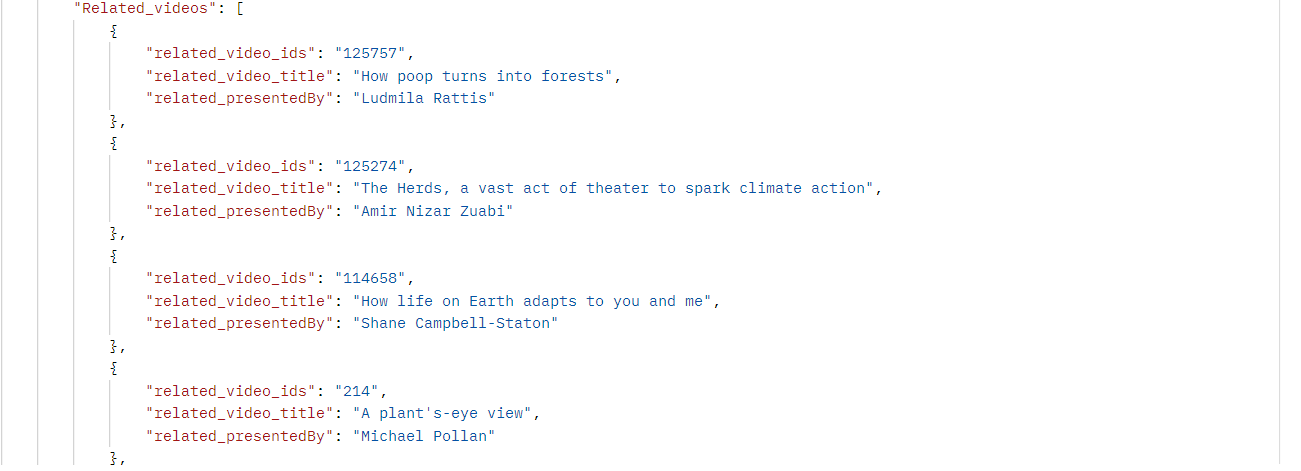 "Related_videos": [
{
"related_video_ids": "125757",
"related_video_title": "How poop turns into forests",
"related_presentedBy": "Ludmila Rattis"
},
{
"related_video_ids": "125274",
"related_video_title": "The Herds, a vast act of theater to spark climate action",
"related_presentedBy": "Amir Nizar Zuabi"
},
{
"related_video_ids": "114658",
"related_video_title": "How life on Earth adapts to you and me",
"related_presentedBy": "Shane Campbell-Staton"
},
{
"related_video_ids": "214",
"related_video_title": "A plant's-eye view",
"related_presentedBy": "Michael Pollan"
},